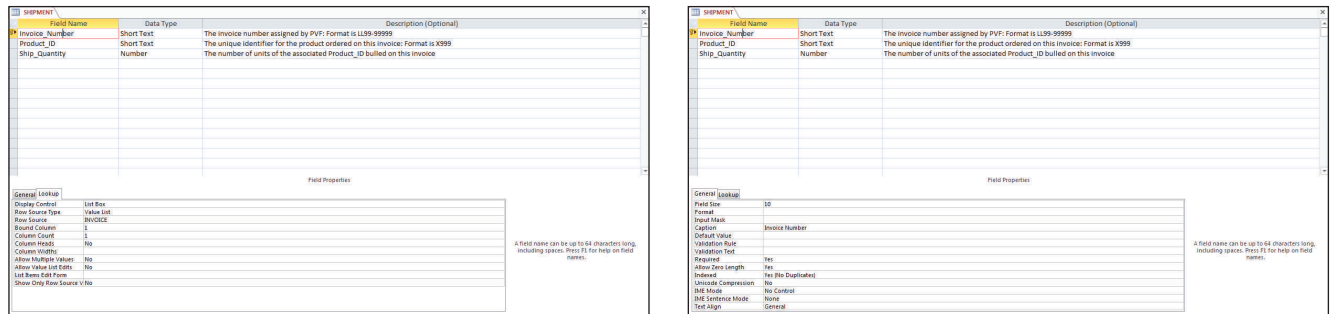 SHIPMENT
Field Name Data Type Description (Optional)
Invoice_Number Short Text The invoice number assigned by PVF: Format is LL99-99999
Product_ID Short Text The unique identifier for the product ordered on this invoice: Format is X999
Ship_Quantity Number The number of units of the associated Product_ID bulled on this invoice
Field Properties
General Lookup
Display Control List Box
Row Source Type Value List
Row Source INVOICE
Bound Column 1
Column Count 1
Column Heads No
Column Widths
Allow Multiple Values No
Allow Value List Edits No
List Items Edit Form
Show Only Row Source V No
A field name can be up to 64 characters long,
including spaces. Press F1 for help on field
names.
SHIPMENT
Field Name Data Type Description (Optional)
Invoice_Number Short Text The invoice number assigned by PVF: Format is LL99-99999
Product_ID Short Text The unique identifier for the product ordered on this invoice: Format is X999
Ship_Quantity Number The number of units of the associated Product_ID bulled on this invoice
Field Properties
General Lookup
Field Size 10
Format
Input Mask
Caption Invoice Number
Default Value
Validation Rule
Validation Text
Required Yes
Allow Zero Length Yes
Indexed Yes (No Duplicates)
Unicode Compression No
IME Mode No Control
IME Sentence Mode None
Text Align General
A field name can be up to 64 characters long,
including spaces. Press F1 for help on field
names.